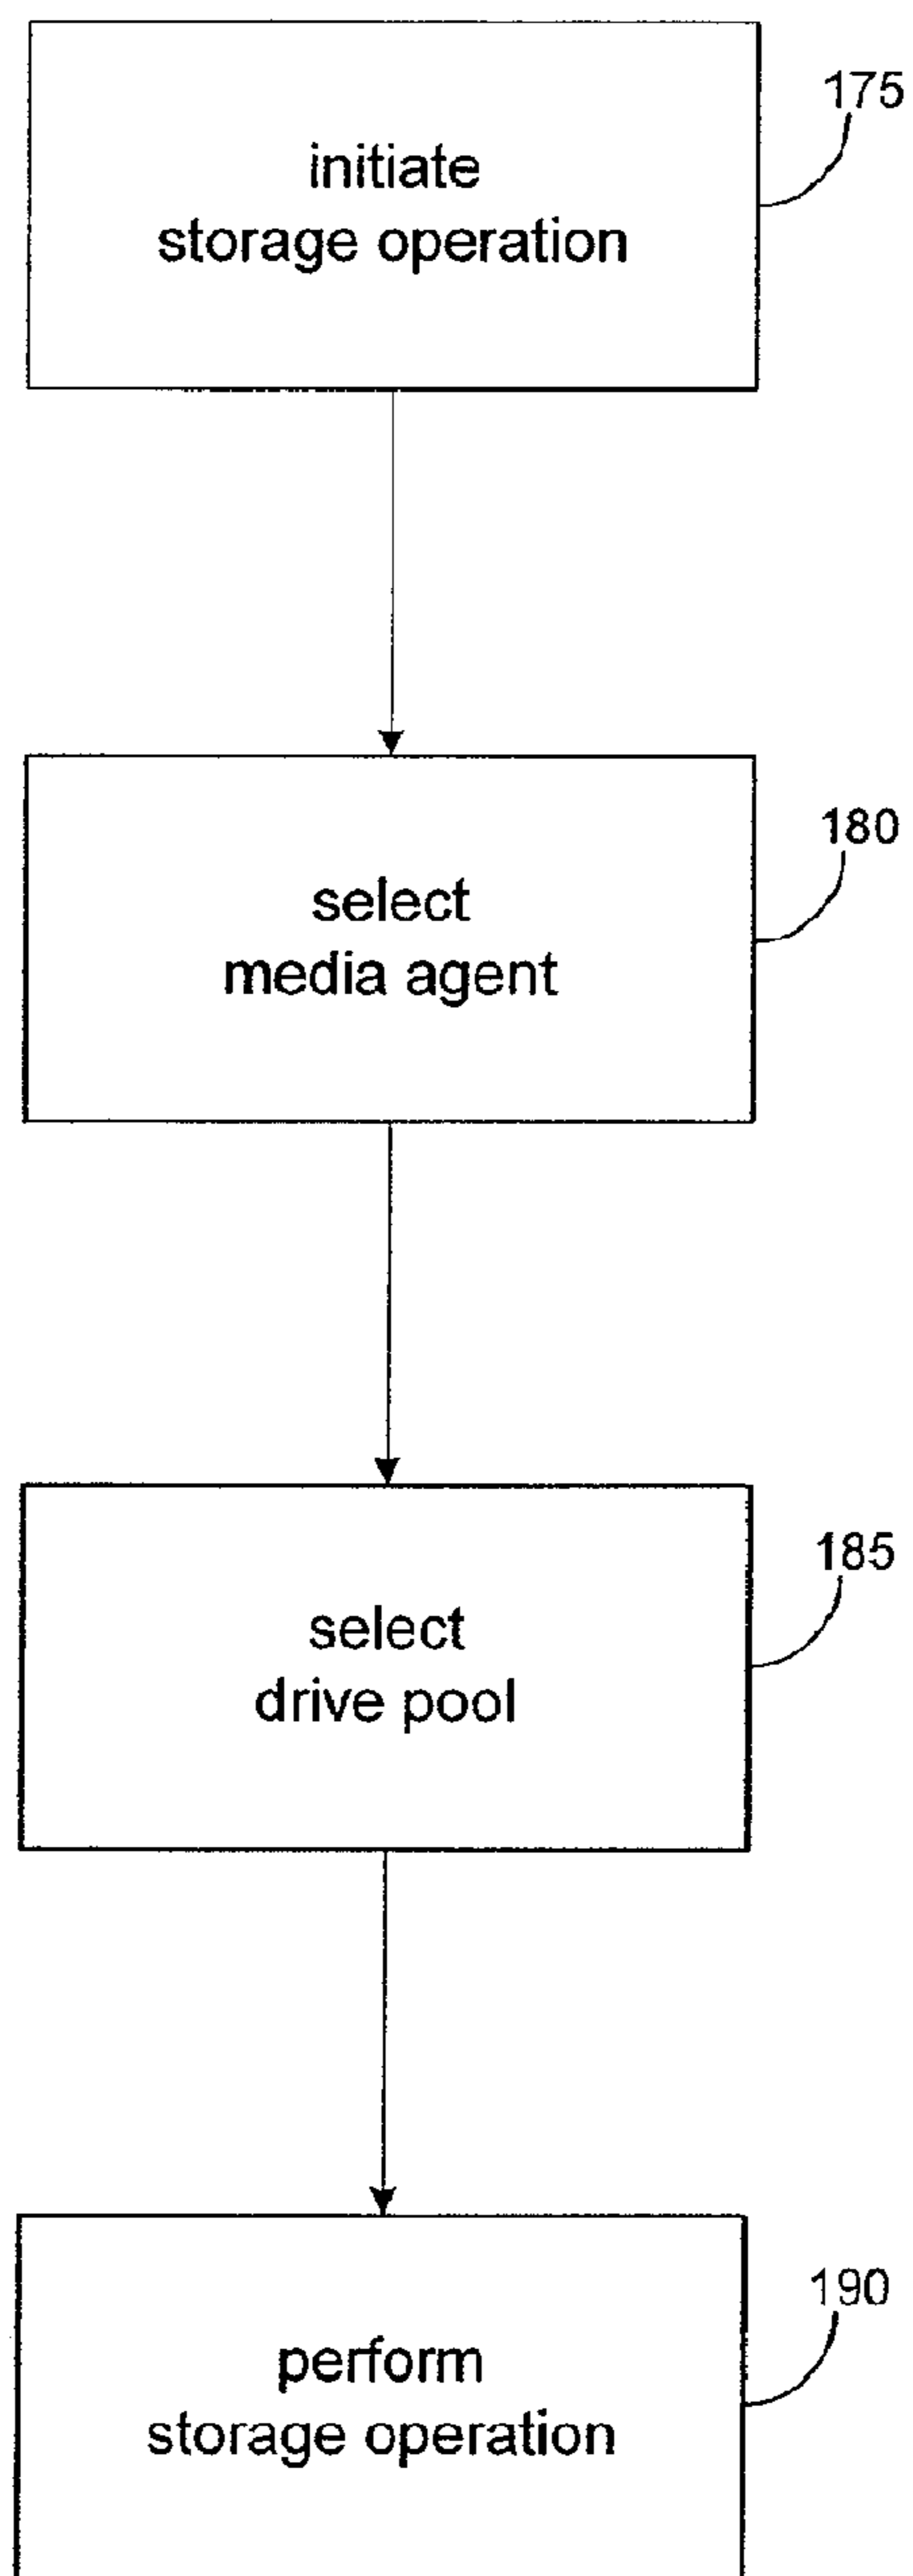 initiate
storage operation
175
select
media agent
180
select
drive pool
185
perform
storage operation
190